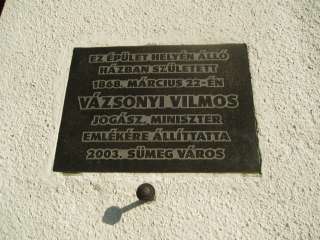 EZ ÉPÜLET HELYÉN ÁLLÓ
HÁZBAN SZÜLETETT
1868. MÁRCIUS 22-ÉN
VÁZSONYI VILMOS
JOGÁSZ, MINISZTER
EMLÉKÉRE ÁLLÍTTATTA
2003. SÜMEG VÁROS